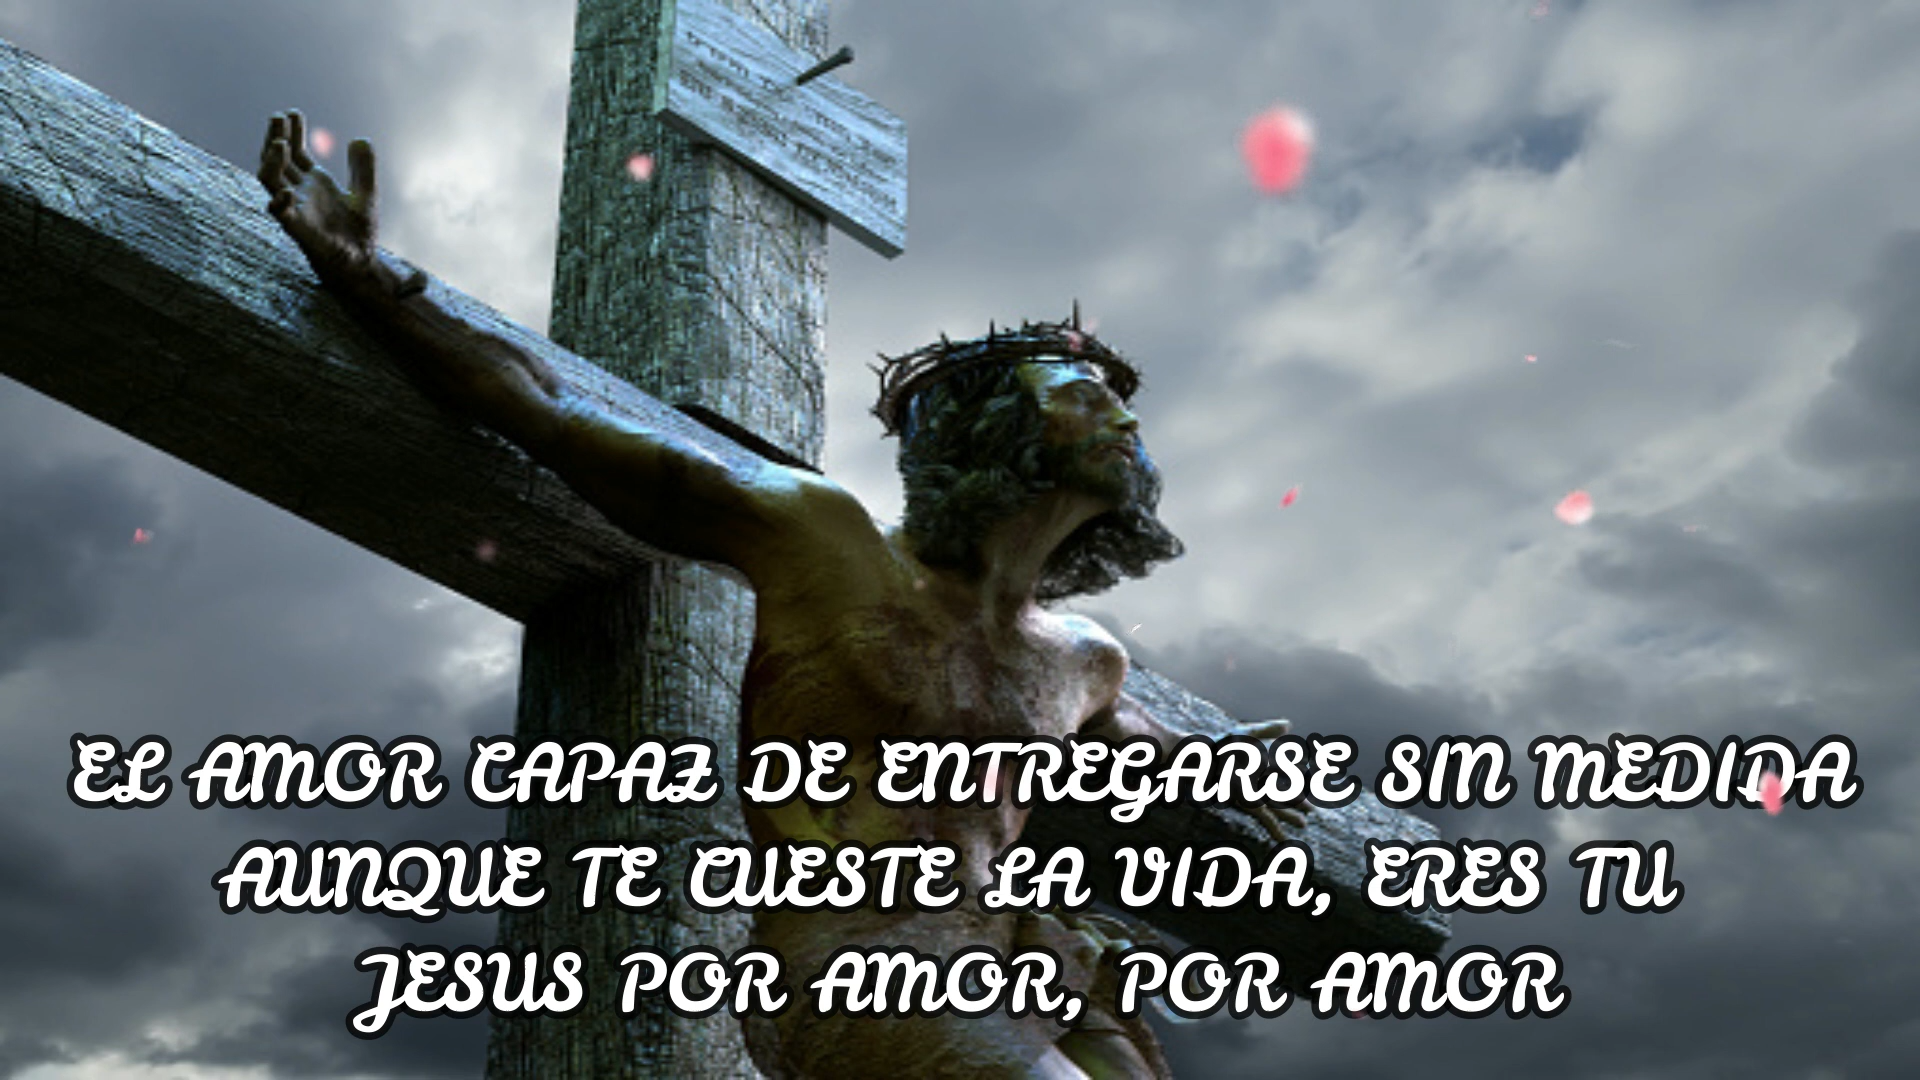 EL AMOR CAPAZ DE ENTREGARSE SIN MEDIDA
AUNQUE TE CUESTE LA VIDA, ERES TU
JESUS POR AMOR, POR AMOR